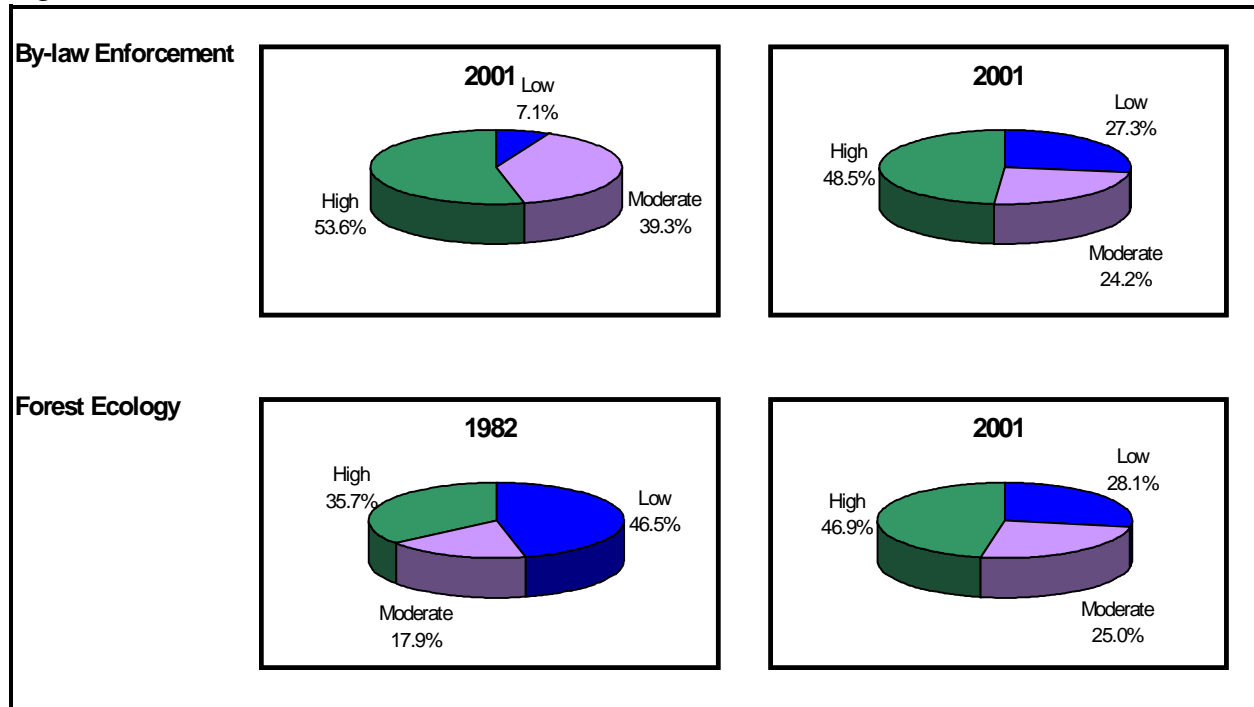 By-law Enforcement
2001
Low
7.1%
High
53.6%
Moderate
39.3%
2001
Low
27.3%
High
48.5%
Moderate
24.2%
Forest Ecology
1982
High
35.7%
Low
46.5%
Moderate
17.9%
2001
Low
28.1%
High
46.9%
Moderate
25.0%